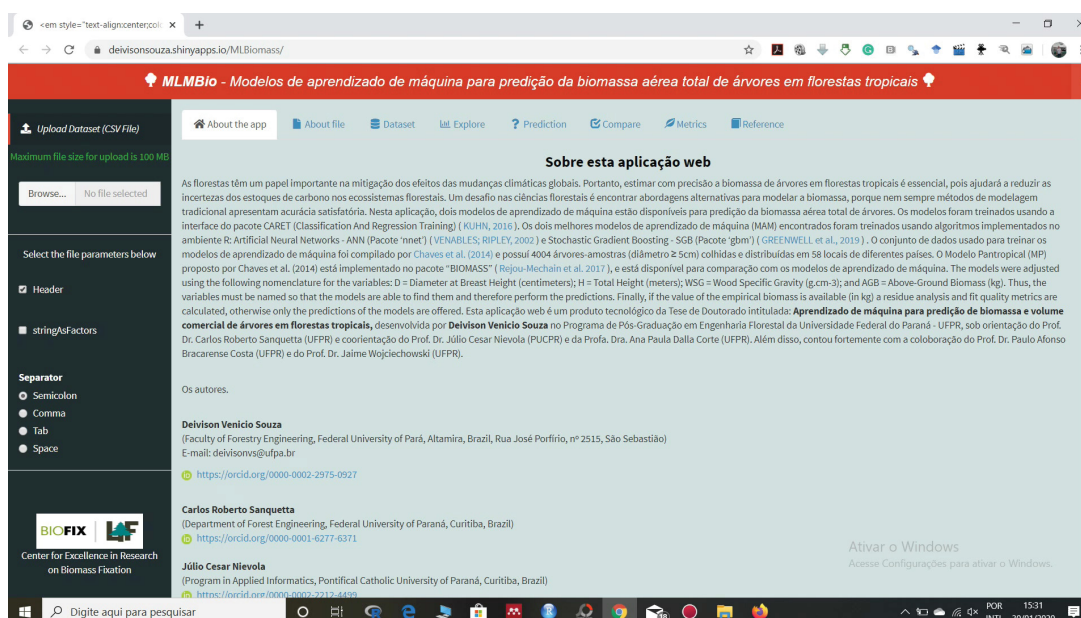 <em style="text-align:center;col
deivisonsouza.shinyapps.io/MLBiomass/
MLMBio - Modelos de aprendizado de máquina para predição da biomassa aérea total de árvores em florestas tropicais
Upload Dataset (CSV File)
Maximum file size for upload is 100 MB
Browse... No file selected
Select the file parameters below
Header
stringAsFactors
Separator
Semicolon
Comma
Tab
Space
BIOFIX
Center for Excellence in Research
on Biomass Fixation
About the app About file Dataset Explore Prediction Compare Metrics Reference
Sobre esta aplicação web
As florestas têm um papel importante na mitigação dos efeitos das mudanças climáticas globais. Portanto, estimar com precisão a biomassa de árvores em florestas tropicais é essencial, pois ajudará a reduzir as
incertezas dos estoques de carbono nos ecossistemas florestais. Um desafio nas ciências florestais é encontrar abordagens alternativas para modelar a biomassa, porque nem sempre métodos de modelagem
tradicional apresentam acurácia satisfatória. Nesta aplicação, dois modelos de aprendizado de máquina estão disponíveis para predição da biomassa aérea total de árvores. Os modelos foram treinados usando a
interface do pacote CARET (Classification And Regression Training) ( KUHN, 2016 ). Os dois melhores modelos de aprendizado de máquina (MAM) encontrados foram treinados usando algoritmos implementados no
ambiente R: Artificial Neural Networks - ANN (Pacote 'nnet') ( VENABLES; RIPLEY, 2002 ) e Stochastic Gradient Boosting - SGB (Pacote 'gbm') ( GREENWELL et al., 2019 ) . O conjunto de dados usado para treinar os
modelos de aprendizado de máquina foi compilado por Chaves et al. (2014) e possuí 4004 árvores-amostras (diâmetro ≥ 5cm) colhidas e distribuídas em 58 locais de diferentes países. O Modelo Pantropical (MP)
proposto por Chaves et al. (2014) está implementado no pacote "BIOMASS" ( Rejou-Mechain et al. 2017 ), e está disponível para comparação com os modelos de aprendizado de máquina. The models were adjusted
using the following nomenclature for the variables: D = Diameter at Breast Height (centimeters); H = Total Height (meters); WSG = Wood Specific Gravity (g.cm-3); and AGB = Above-Ground Biomass (kg). Thus, the
variables must be named so that the models are able to find them and therefore perform the predictions. Finally, if the value of the empirical biomass is available (in kg) a residue analysis and fit quality metrics are
calculated, otherwise only the predictions of the models are offered. Esta aplicação web é um produto tecnológico da Tese de Doutorado intitulada: Aprendizado de máquina para predição de biomassa e volume
comercial de árvores em florestas tropicais, desenvolvida por Deivison Venicio Souza no Programa de Pós-Graduação em Engenharia Florestal da Universidade Federal do Paraná - UFPR, sob orientação do Prof.
Dr. Carlos Roberto Sanquetta (UFPR) e coorientação do Prof. Dr. Júlio César Nievola (PUCPR) e da Profa. Dra. Ana Paula Dalla Corte (UFPR). Além disso, contou fortemente com a coloboração do Prof. Dr. Paulo Afonso
Bracarense Costa (UFPR) e do Prof. Dr. Jaime Wojciechowski (UFPR).
Os autores.
Deivison Venicio Souza
(Faculty of Forestry Engineering, Federal University of Pará, Altamira, Brazil, Rua José Porfírio, nº 2515, São Sebastião)
E-mail: deivisonvs@ufpa.br
https://orcid.org/0000-0002-2975-0927
Carlos Roberto Sanquetta
(Department of Forest Engineering, Federal University of Paraná, Curitiba, Brazil)
https://orcid.org/0000-0001-6277-6371
Júlio Cesar Nievola
(Program in Applied Informatics, Pontifical Catholic University of Paraná, Curitiba, Brazil)
https://orcid.org/0000-0002-2212-4499
Ativar o Windows
Acesse Configurações para ativar o Windows.
Digite aqui para pesquisar
POR 15:31
INTL 20/01/2020